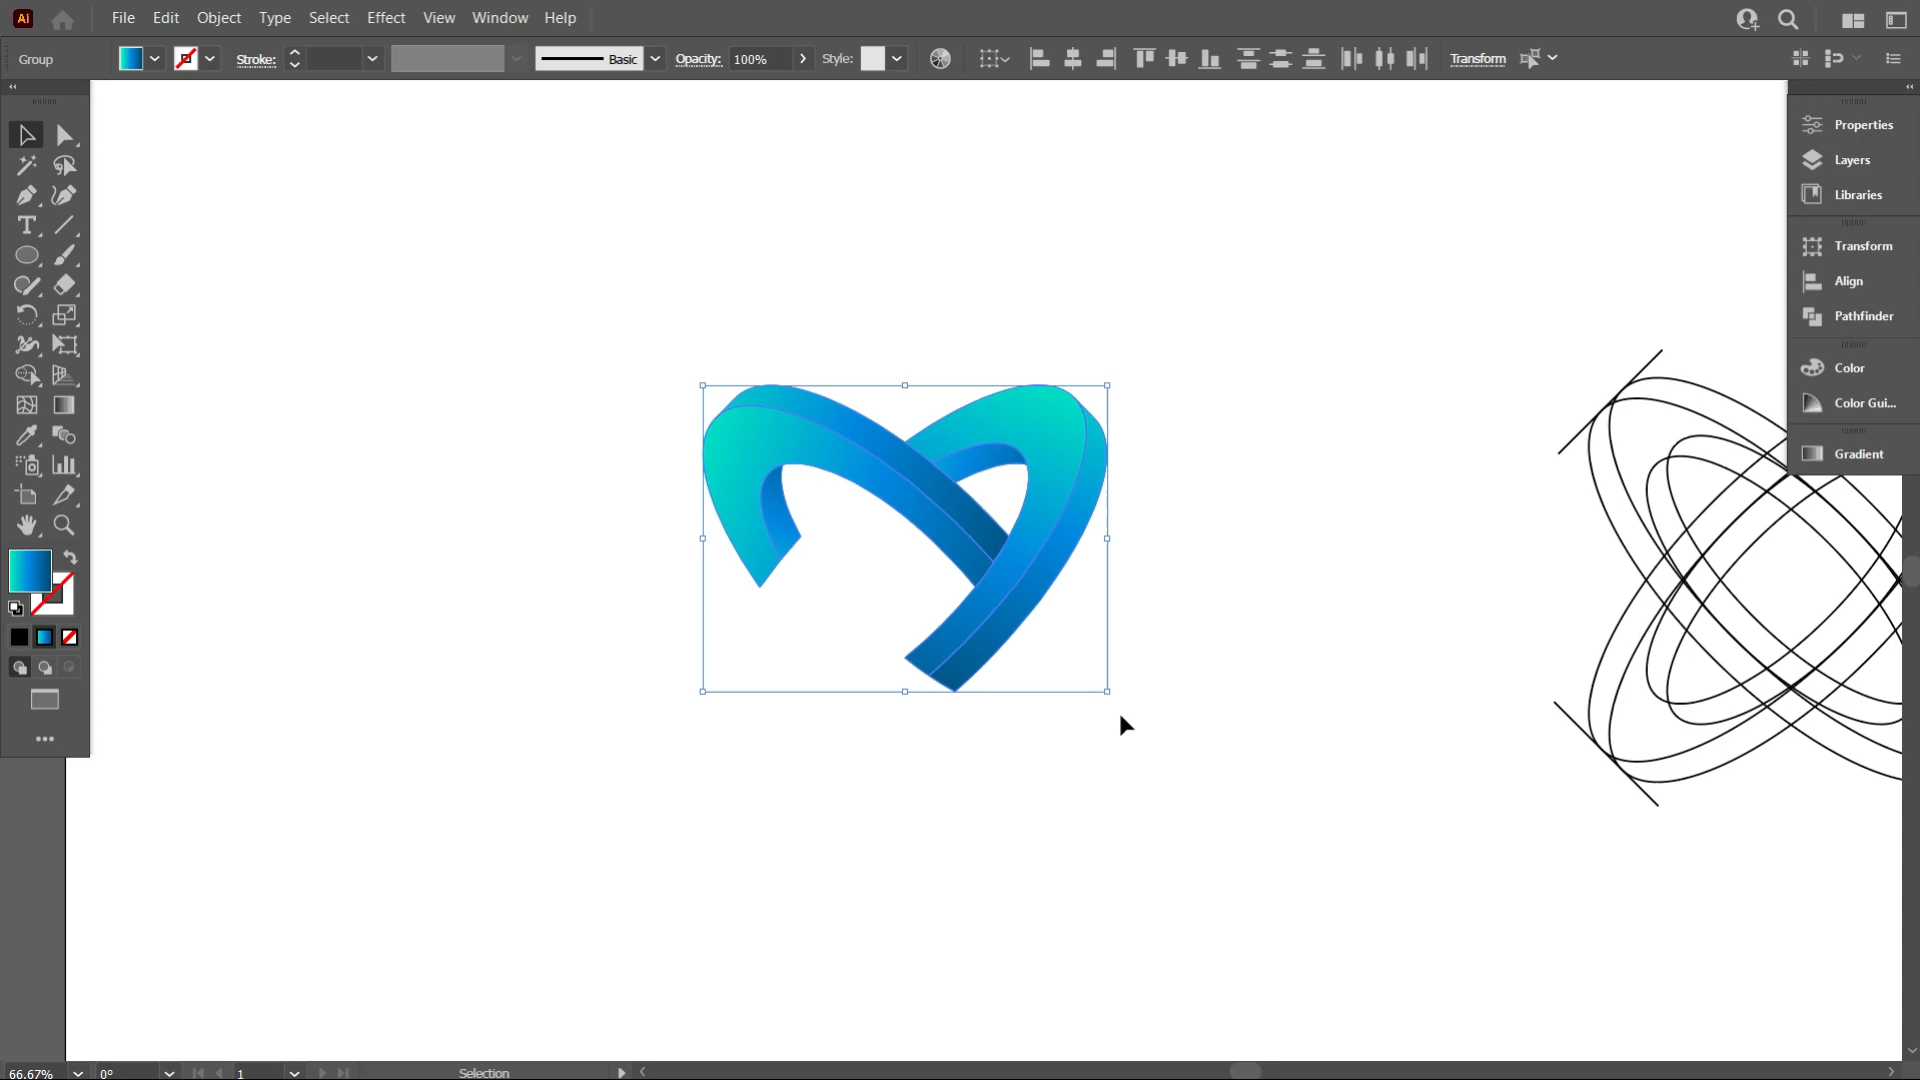 Ai File Edit Object Type Select Effect View Window Help
Group Stroke: Basic Opacity: 100% Style: Transform
Properties
Layers
Libraries
Transform
Align
Pathfinder
Color
Color Gui...
Gradient
66.67% 0° 1 Selection